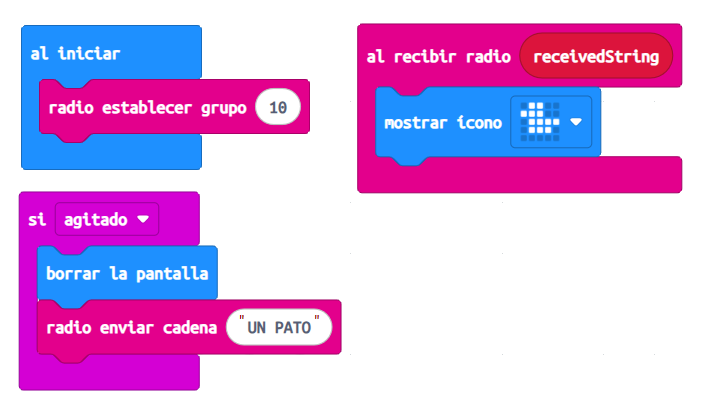 al iniciar
radio establecer grupo 10
al recibir radio receivedString
mostrar ícono
si agitado
borrar la pantalla
radio enviar cadena "UN PATO"